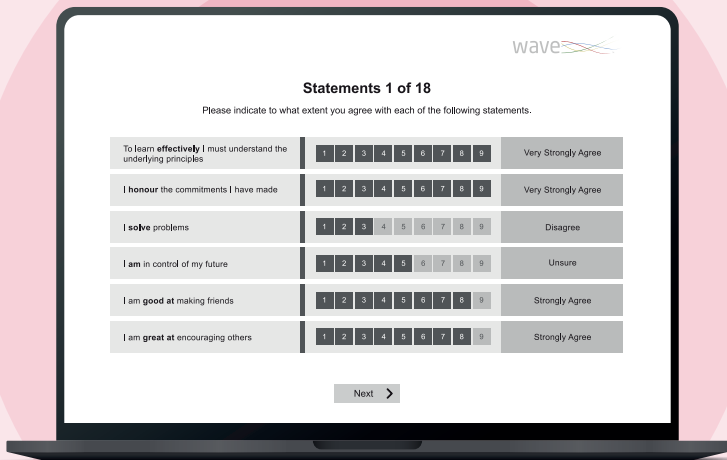 wave
Statements 1 of 18
Please indicate to what extent you agree with each of the following statements.
To learn effectively I must understand the
underlying principles
1 2 3 4 5 6 7 8 9
Very Strongly Agree
I honour the commitments I have made
1 2 3 4 5 6 7 8 9
Very Strongly Agree
I solve problems
1 2 3 4 5 6 7 8 9
Disagree
I am in control of my future
1 2 3 4 5 6 7 8 9
Unsure
I am good at making friends
1 2 3 4 5 6 7 8 9
Strongly Agree
I am great at encouraging others
1 2 3 4 5 6 7 8 9
Strongly Agree
Next